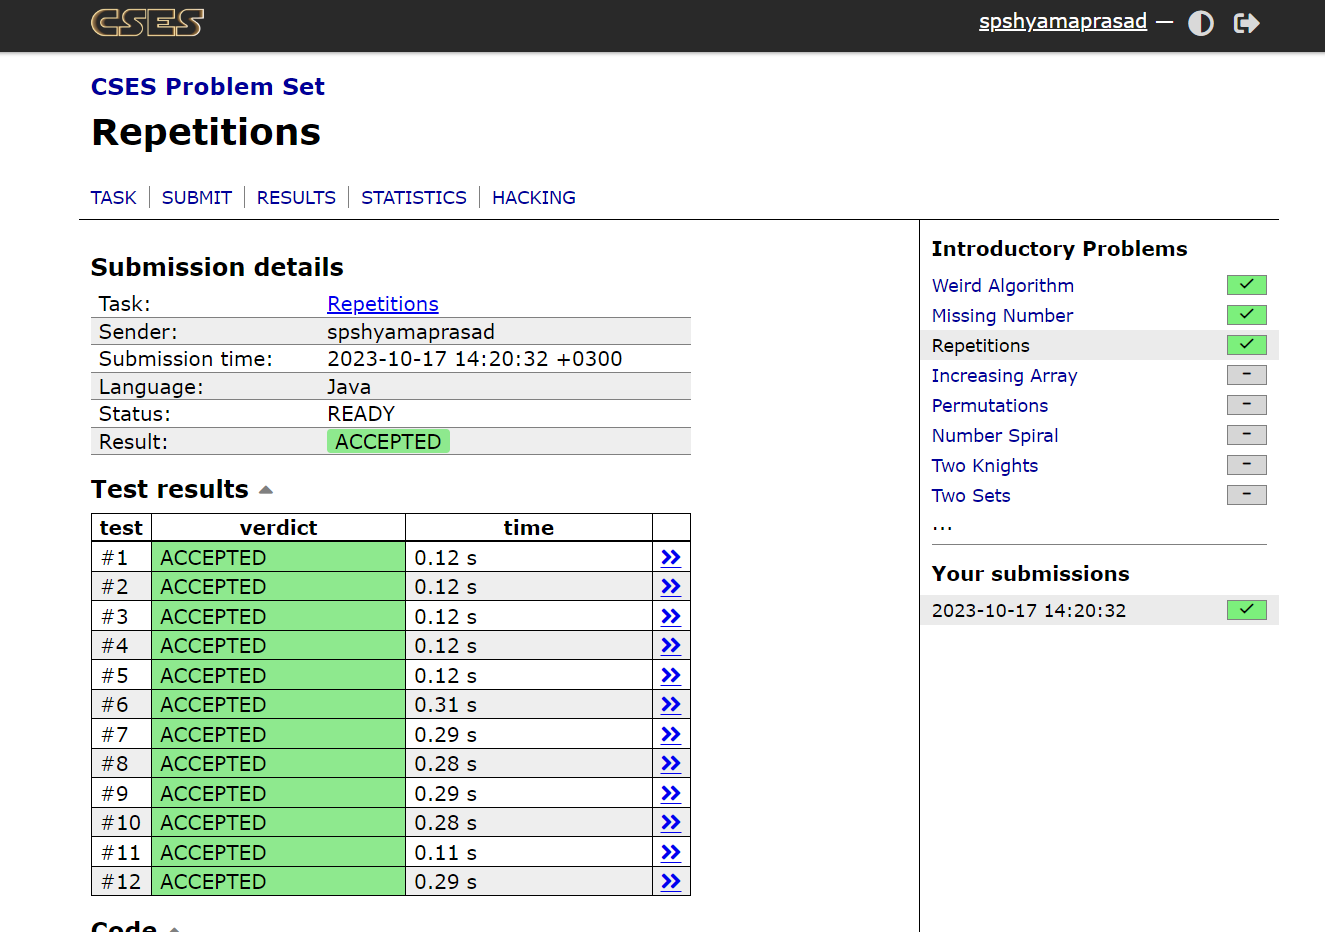 CSES
spshyamaprasad —
CSES Problem Set
Repetitions
TASK SUBMIT RESULTS STATISTICS HACKING
Submission details
Task: Repetitions
Sender: spshyamaprasad
Submission time: 2023-10-17 14:20:32 +0300
Language: Java
Status: READY
Result: ACCEPTED
Test results
test verdict time
#1 ACCEPTED 0.12 s
#2 ACCEPTED 0.12 s
#3 ACCEPTED 0.12 s
#4 ACCEPTED 0.12 s
#5 ACCEPTED 0.12 s
#6 ACCEPTED 0.31 s
#7 ACCEPTED 0.29 s
#8 ACCEPTED 0.28 s
#9 ACCEPTED 0.29 s
#10 ACCEPTED 0.28 s
#11 ACCEPTED 0.11 s
#12 ACCEPTED 0.29 s
Code
Introductory Problems
Weird Algorithm
Missing Number
Repetitions
Increasing Array –
Permutations –
Number Spiral –
Two Knights –
Two Sets –
...
Your submissions
2023-10-17 14:20:32